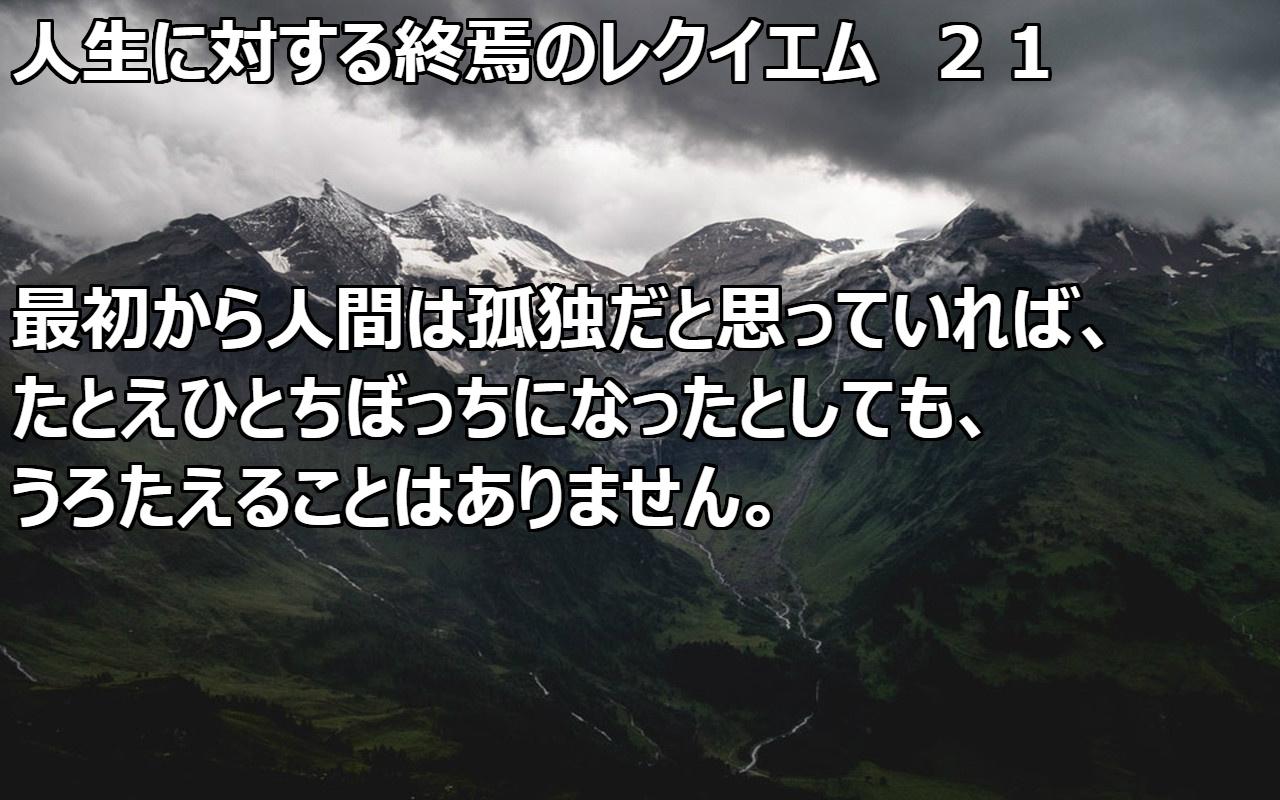 人生に対する終焉のレクイエム　２１
最初から人間は孤独だと思っていれば、
たとえひとちぼっちになったとしても、
うろたえることはありません。